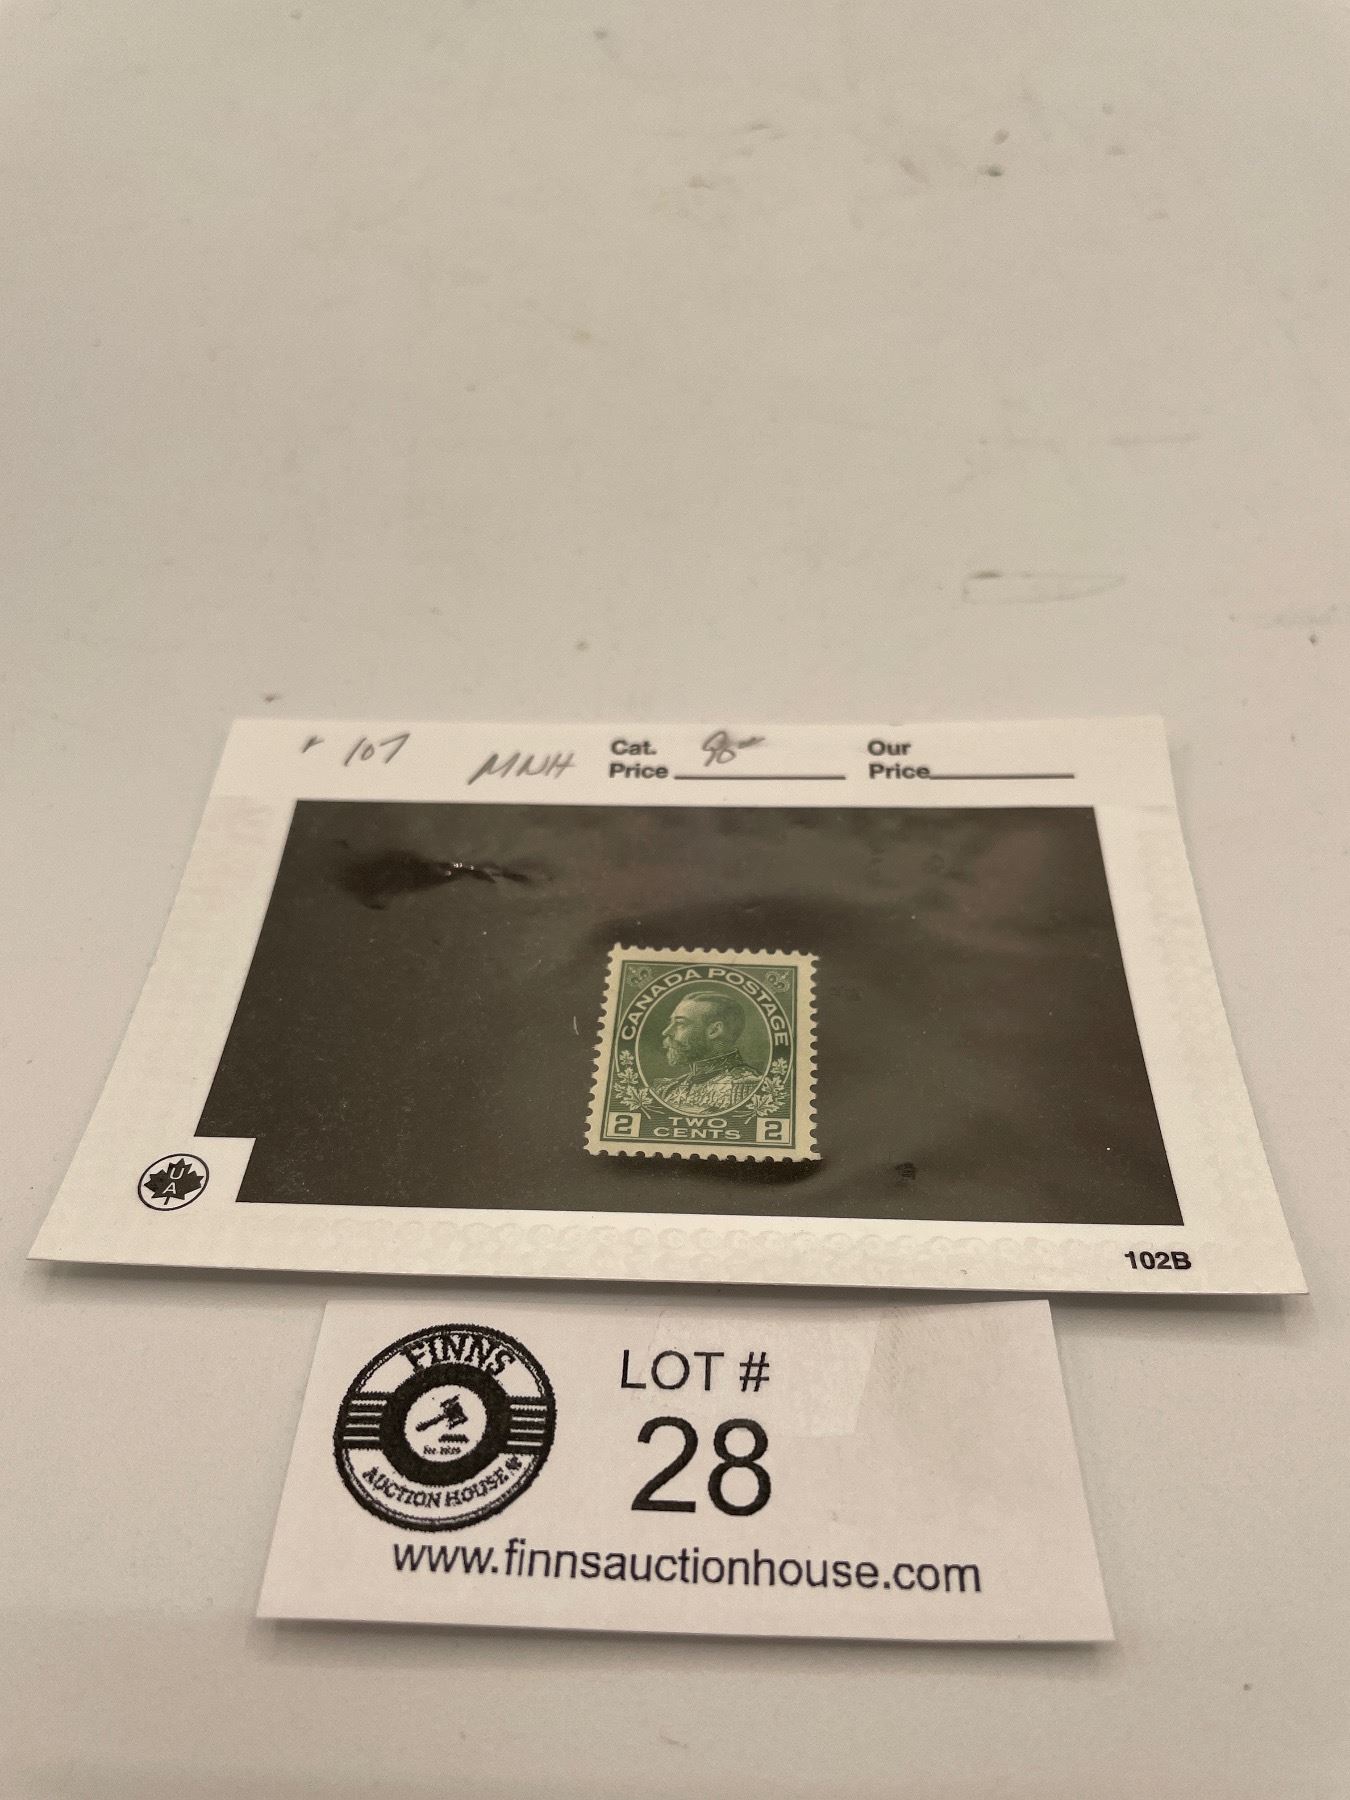 107 MNH Cat. Price Our Price
CANADA POSTAGE
2 TWO CENTS 2
UA
102B
FINNS
AUCTION HOUSE
LOT #
28
www.finnsauctionhouse.com